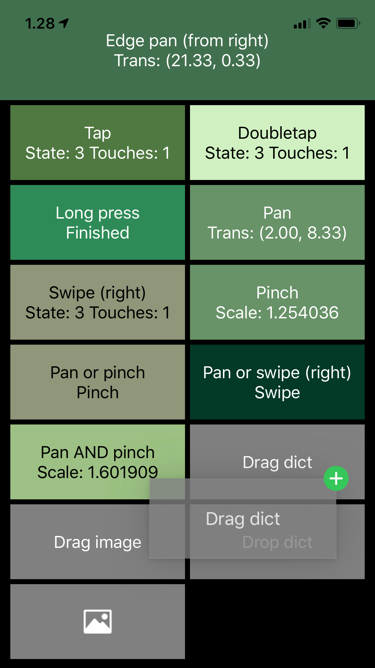 1.28
Edge pan (from right)
Trans: (21.33, 0.33)
Tap
State: 3 Touches: 1
Doubletap
State: 3 Touches: 1
Long press
Finished
Pan
Trans: (2.00, 8.33)
Swipe (right)
State: 3 Touches: 1
Pinch
Scale: 1.254036
Pan or pinch
Pinch
Pan or swipe (right)
Swipe
Pan AND pinch
Scale: 1.601909
Drag dict
Drag dict
Drag image
Drop dict